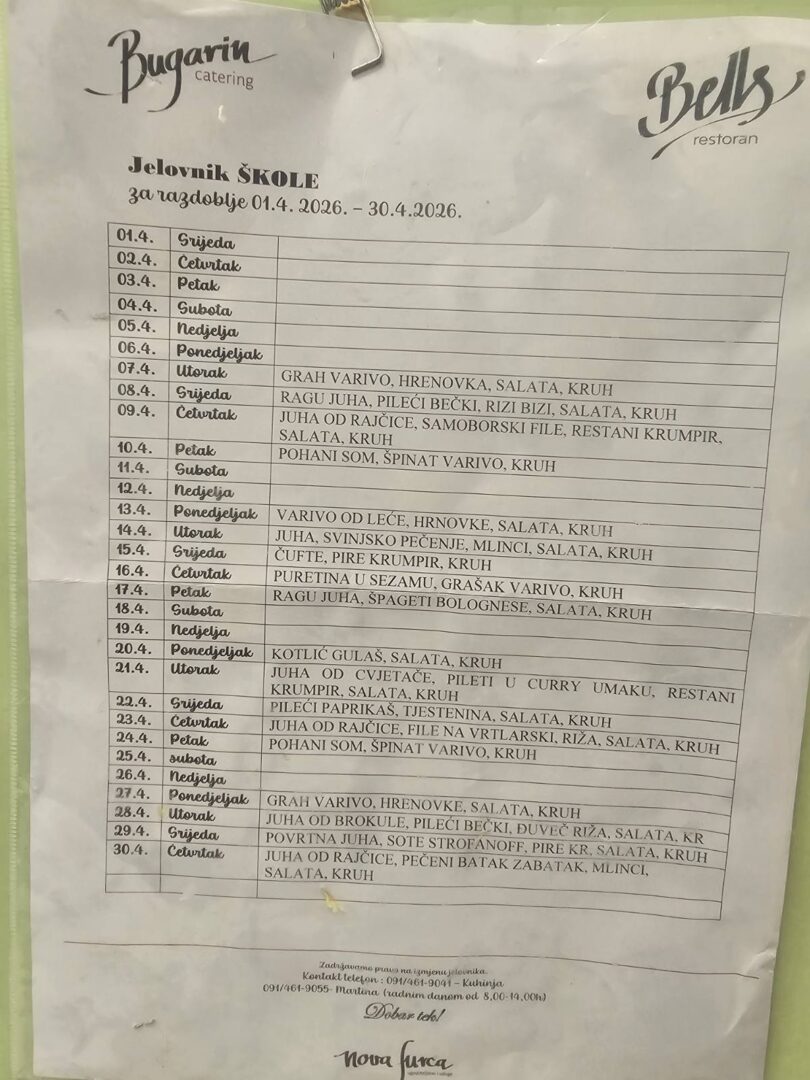 Bugarin
catering
Bells
restoran
Jelovnik ŠKOLE
za razdoblje 01.4. 2026. – 30.4.2026.
01.4. Srijeda
02.4. Četvrtak
03.4. Petak
04.4. Subota
05.4. Nedjelja
06.4. Ponedjeljak
07.4. Utorak GRAH VARIVO, HRENOVKA, SALATA, KRUH
08.4. Srijeda RAGU JUHA, PILEĆI BEČKI, RIZI BIZI, SALATA, KRUH
09.4. Četvrtak JUHA OD RAJČICE, SAMOBORSKI FILE, RESTANI KRUMPIR,
SALATA, KRUH
10.4. Petak POHANI SOM, ŠPINAT VARIVO, KRUH
11.4. Subota
12.4. Nedjelja
13.4. Ponedjeljak VARIVO OD LEĆE, HRNOVKE, SALATA, KRUH
14.4. Utorak JUHA, SVINJSKO PEČENJE, MLINCI, SALATA, KRUH
15.4. Srijeda ČUFTE, PIRE KRUMPIR, KRUH
16.4. Četvrtak PURETINA U SEZAMU, GRAŠAK VARIVO, KRUH
17.4. Petak RAGU JUHA, ŠPAGETI BOLOGNESE, SALATA, KRUH
18.4. Subota
19.4. Nedjelja
20.4. Ponedjeljak KOTLIĆ GULAŠ, SALATA, KRUH
21.4. Utorak JUHA OD CVJETAČE, PILETI U CURRY UMAKU, RESTANI
KRUMPIR, SALATA, KRUH
22.4. Srijeda PILEĆI PAPRIKAŠ, TJESTENINA, SALATA, KRUH
23.4. Četvrtak JUHA OD RAJČICE, FILE NA VRTLARSKI, RIŽA, SALATA, KRUH
24.4. Petak POHANI SOM, ŠPINAT VARIVO, KRUH
25.4. subota
26.4. Nedjelja
27.4. Ponedjeljak GRAH VARIVO, HRENOVKE, SALATA, KRUH
28.4. Utorak JUHA OD BROKULE, PILEĆI BEČKI, ĐUVEČ RIŽA, SALATA, KR
29.4. Srijeda POVRTNA JUHA, SOTE STROFANOFF, PIRE KR, SALATA, KRUH
30.4. Četvrtak JUHA OD RAJČICE, PEČENI BATAK ZABATAK, MLINCI,
SALATA, KRUH
Zadržavamo pravo na izmjenu jelovnika.
Kontakt telefon : 091/461-9041 – Kuhinja
091/461-9055- Martina (radnim danom od 8,00-14,00h)
Dobar tek!
nova furca